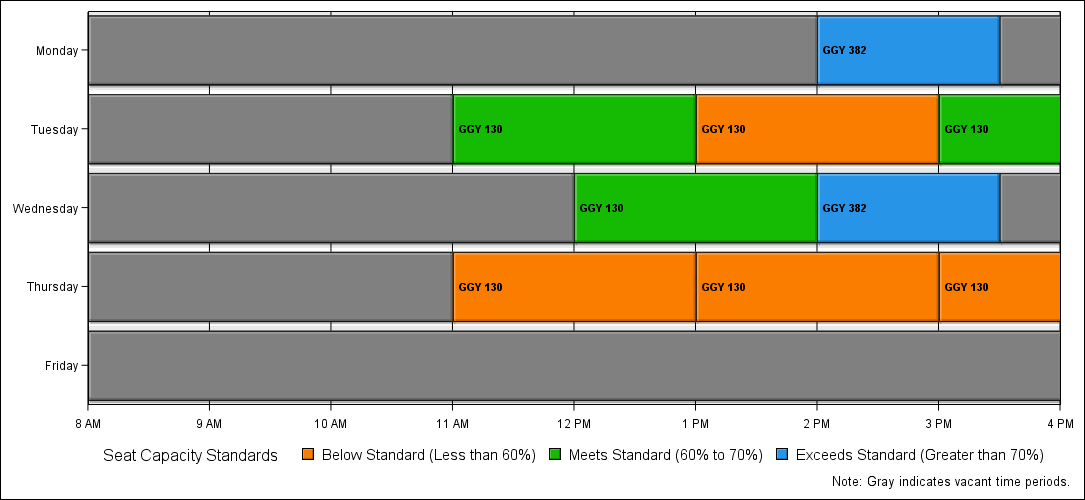 Monday
GGY 382
Tuesday
GGY 130
GGY 130
GGY 130
Wednesday
GGY 130
GGY 382
Thursday
GGY 130
GGY 130
GGY 130
Friday
8 AM
9 AM
10 AM
11 AM
12 PM
1 PM
2 PM
3 PM
4 PM
Seat Capacity Standards
Below Standard (Less than 60%)
Meets Standard (60% to 70%)
Exceeds Standard (Greater than 70%)
Note: Gray indicates vacant time periods.